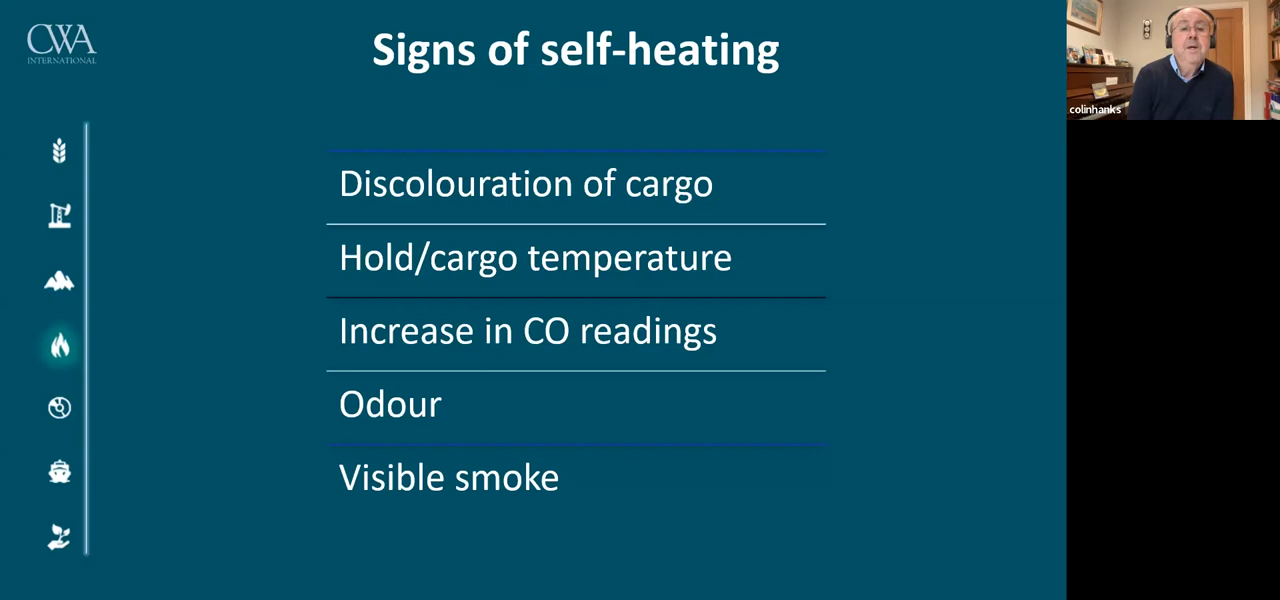 CWA
INTERNATIONAL
Signs of self-heating
Discolouration of cargo
Hold/cargo temperature
Increase in CO readings
Odour
Visible smoke
colinhanks